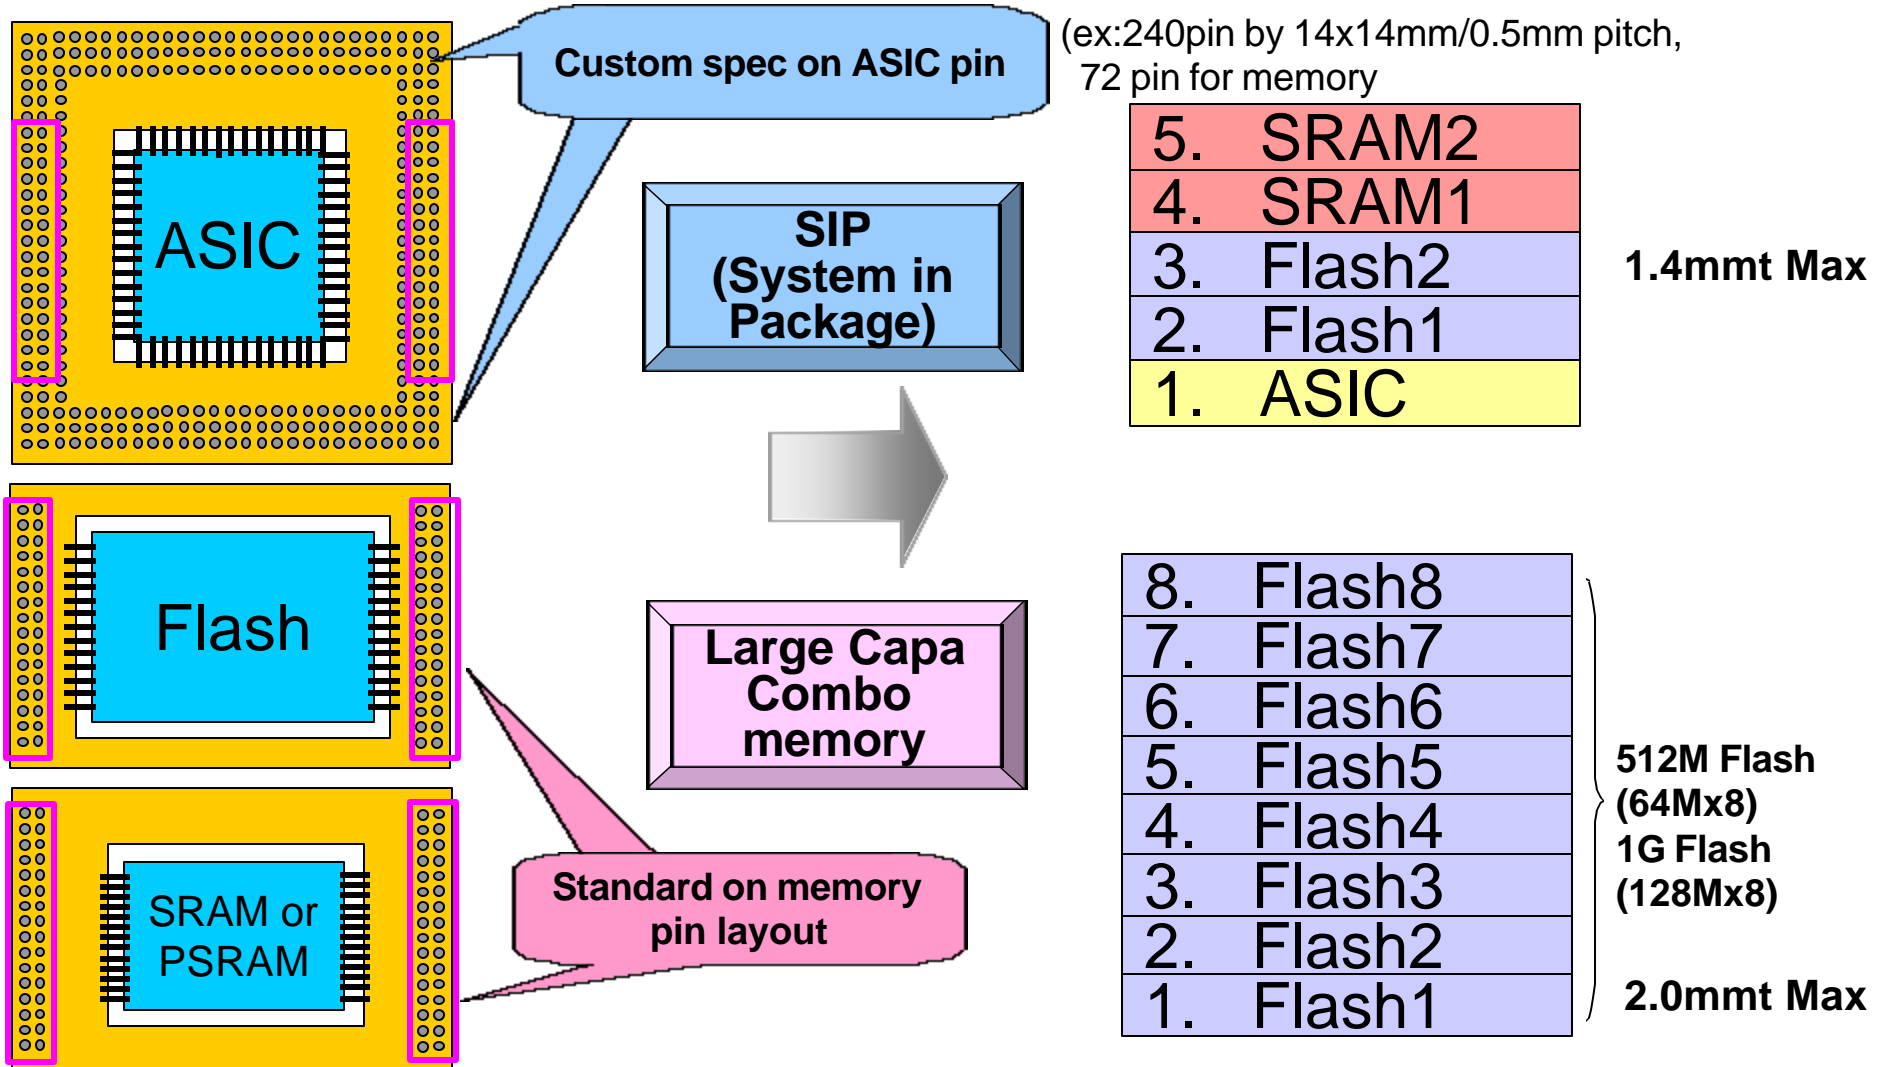 Custom spec on ASIC pin
(ex:240pin by 14x14mm/0.5mm pitch,
72 pin for memory
ASIC
SIP
(System in
Package)
5. SRAM2
4. SRAM1
3. Flash2
2. Flash1
1. ASIC
1.4mmt Max
Flash
Large Capa
Combo
memory
SRAM or
PSRAM
Standard on memory
pin layout
8. Flash8
7. Flash7
6. Flash6
5. Flash5
4. Flash4
3. Flash3
2. Flash2
1. Flash1
512M Flash
(64Mx8)
1G Flash
(128Mx8)
2.0mmt Max